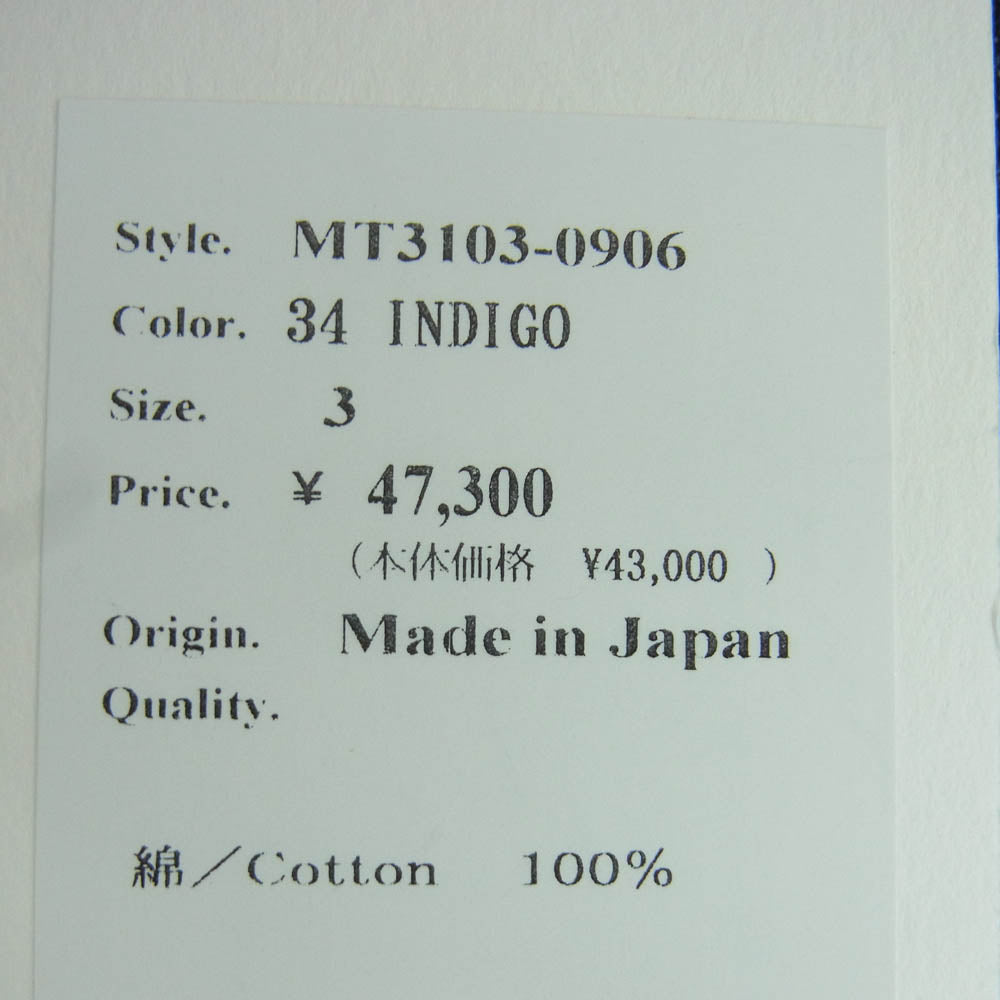 Style. MT3103-0906
Color. 34 INDIGO
Size. 3
Price. ¥ 47,300
(本体価格 ¥43,000 )
Origin. Made in Japan
Quality.
綿／Cotton 100%